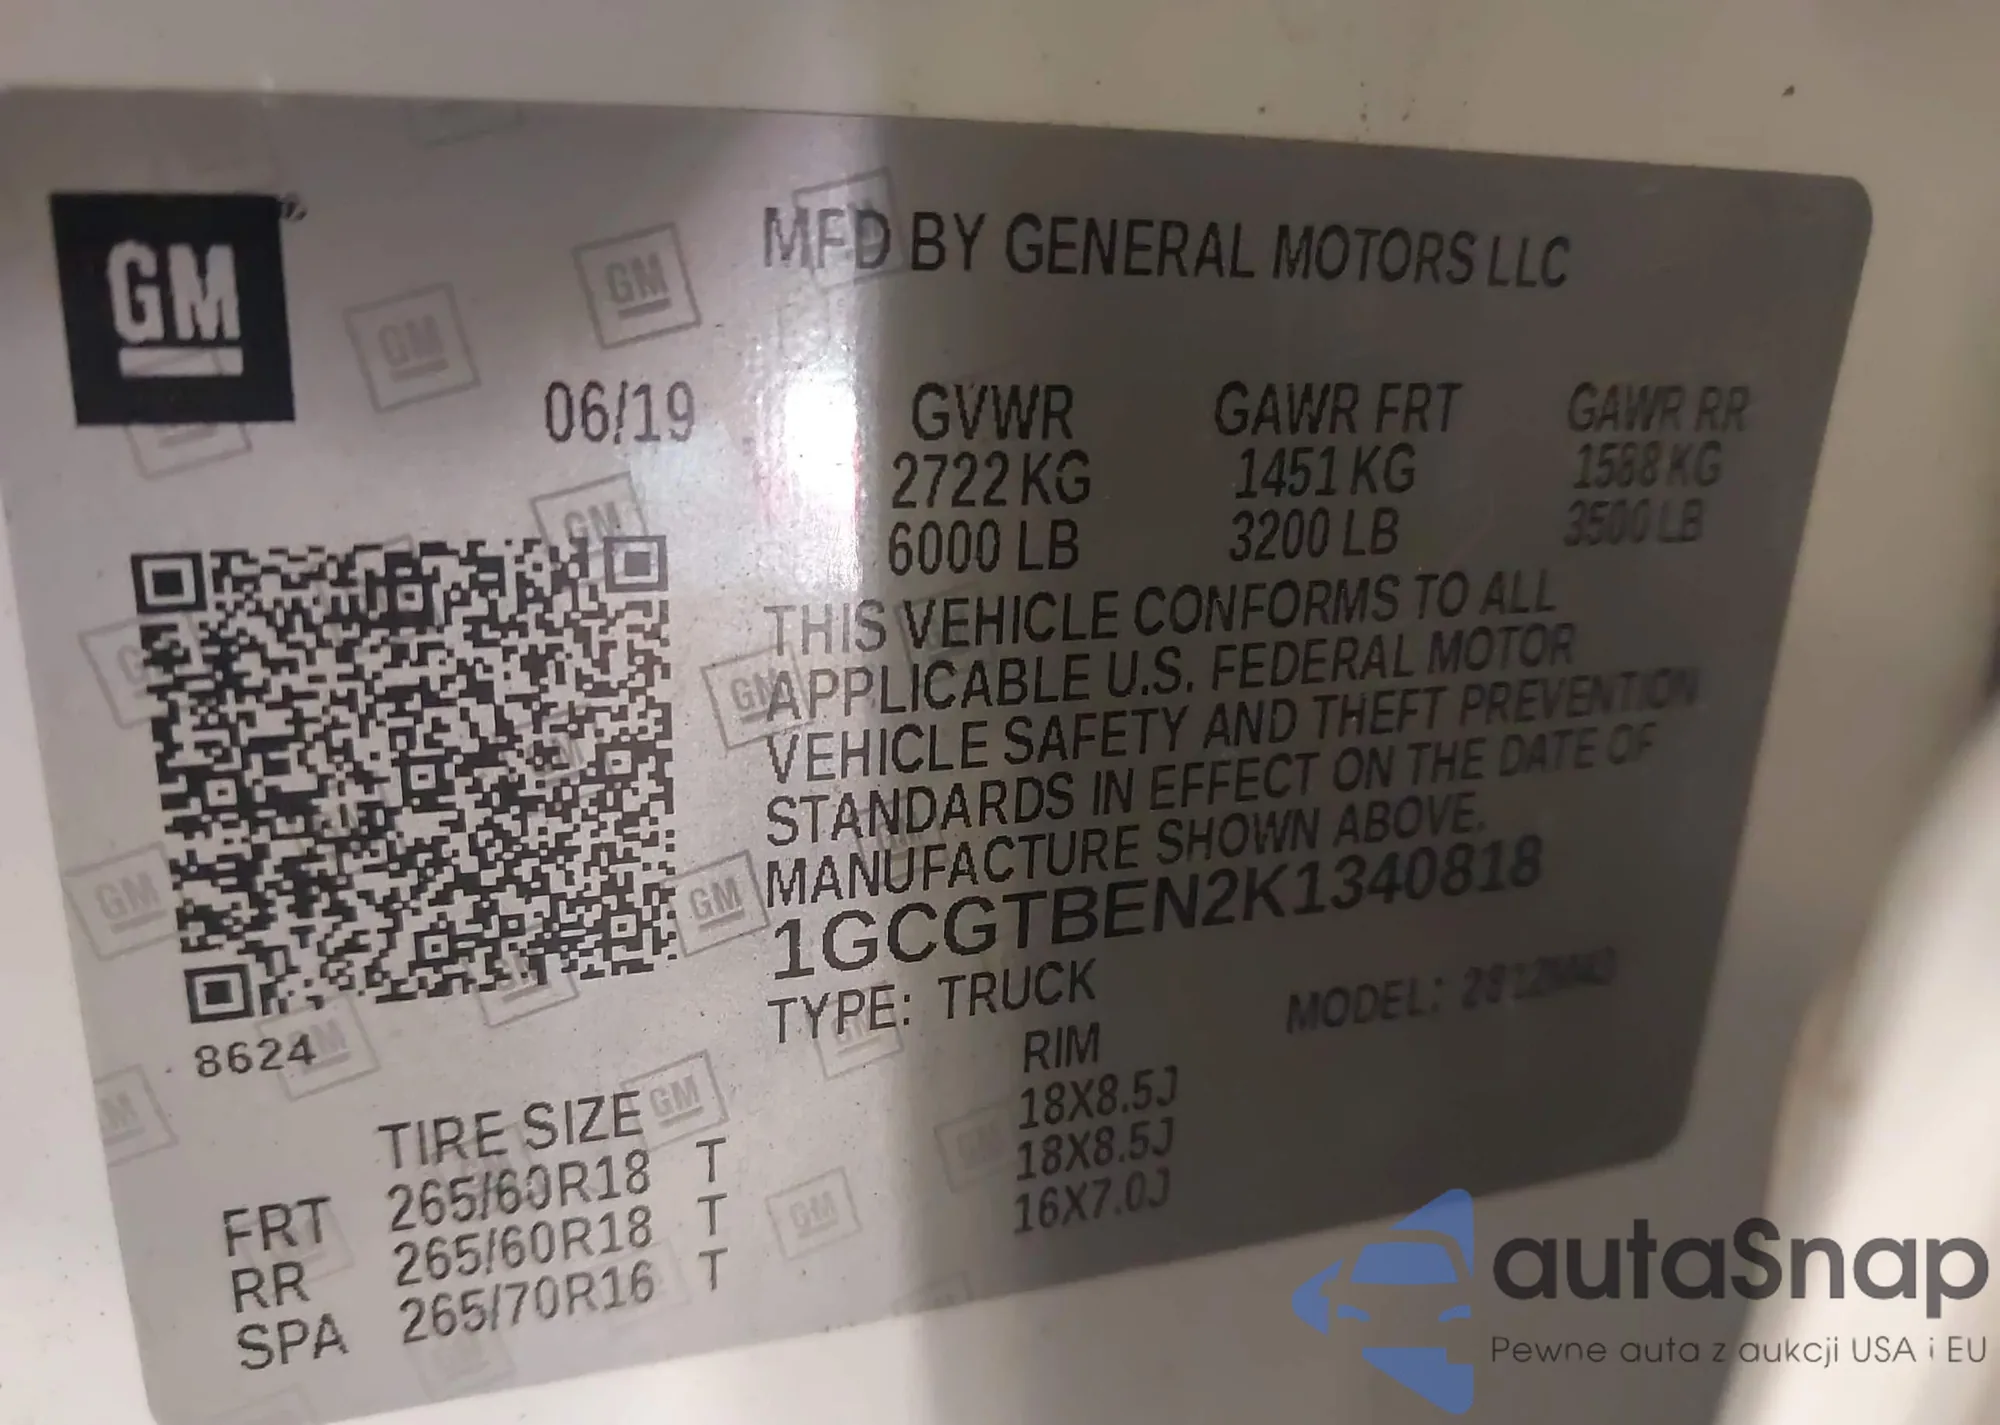 GM
MFD BY GENERAL MOTORS LLC
06/19
GVWR GAWR FRT GAWR RR
2722 KG 1451 KG 1588 KG
6000 LB 3200 LB 3500 LB
THIS VEHICLE CONFORMS TO ALL
APPLICABLE U.S. FEDERAL MOTOR
VEHICLE SAFETY AND THEFT PREVENTION
STANDARDS IN EFFECT ON THE DATE OF
MANUFACTURE SHOWN ABOVE.
1GCGTBEN2K1340818
TYPE: TRUCK MODEL:
8624
TIRE SIZE RIM
FRT 265/60R18 T 18X8.5J
RR 265/60R18 T 18X8.5J
SPA 265/70R16 T 16X7.0J
autaSnap
Pewne auta z aukcji USA i EU